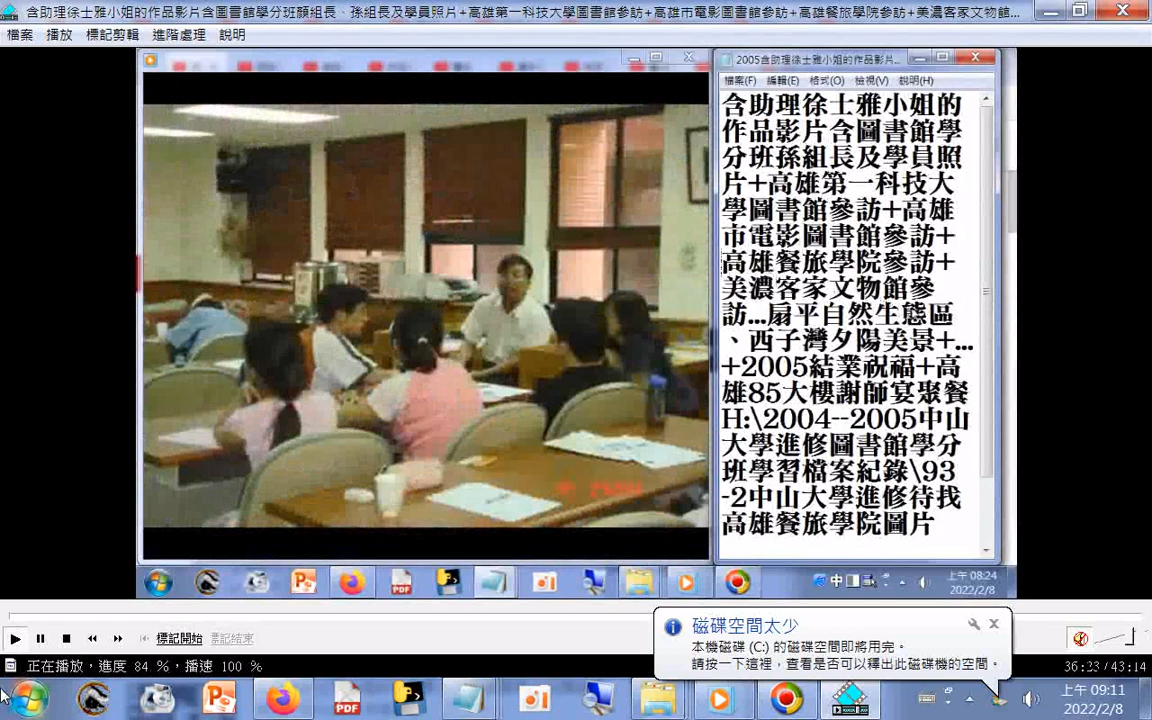 含助理徐士雅小姐的作品影片含圖書館學分班顏組長、孫組長及學員照片+高雄第一科技大學圖書館參訪+高雄市電影圖書館參訪+高雄餐旅學院參訪+美濃客家文物館...
檔案 播放 標記剪輯 進階處理 說明
2005含助理徐士雅小姐的作品影片...
檔案(F) 編輯(E) 格式(O) 檢視(V) 說明(H)
含助理徐士雅小姐的
作品影片含圖書館學
分班孫組長及學員照
片+高雄第一科技大
學圖書館參訪+高雄
市電影圖書館參訪+
高雄餐旅學院參訪+
美濃客家文物館參
訪...扇平自然生態區
、西子灣夕陽美景+...
+2005結業祝福+高
雄85大樓謝師宴聚餐
H:\2004--2005中山
大學進修圖書館學分
班學習檔案紀錄\93
-2中山大學進修待找
高雄餐旅學院圖片
PDF
中
上午 08:24
2022/2/8
磁碟空間太少
本機磁碟 (C:) 的磁碟空間即將用完。
請按一下這裡，查看是否可以釋出此磁碟機的空間。
標記開始 標記結束
正在播放，進度 84 %，播速 100 %
36:23 / 43:14
PDF
上午 09:11
2022/2/8